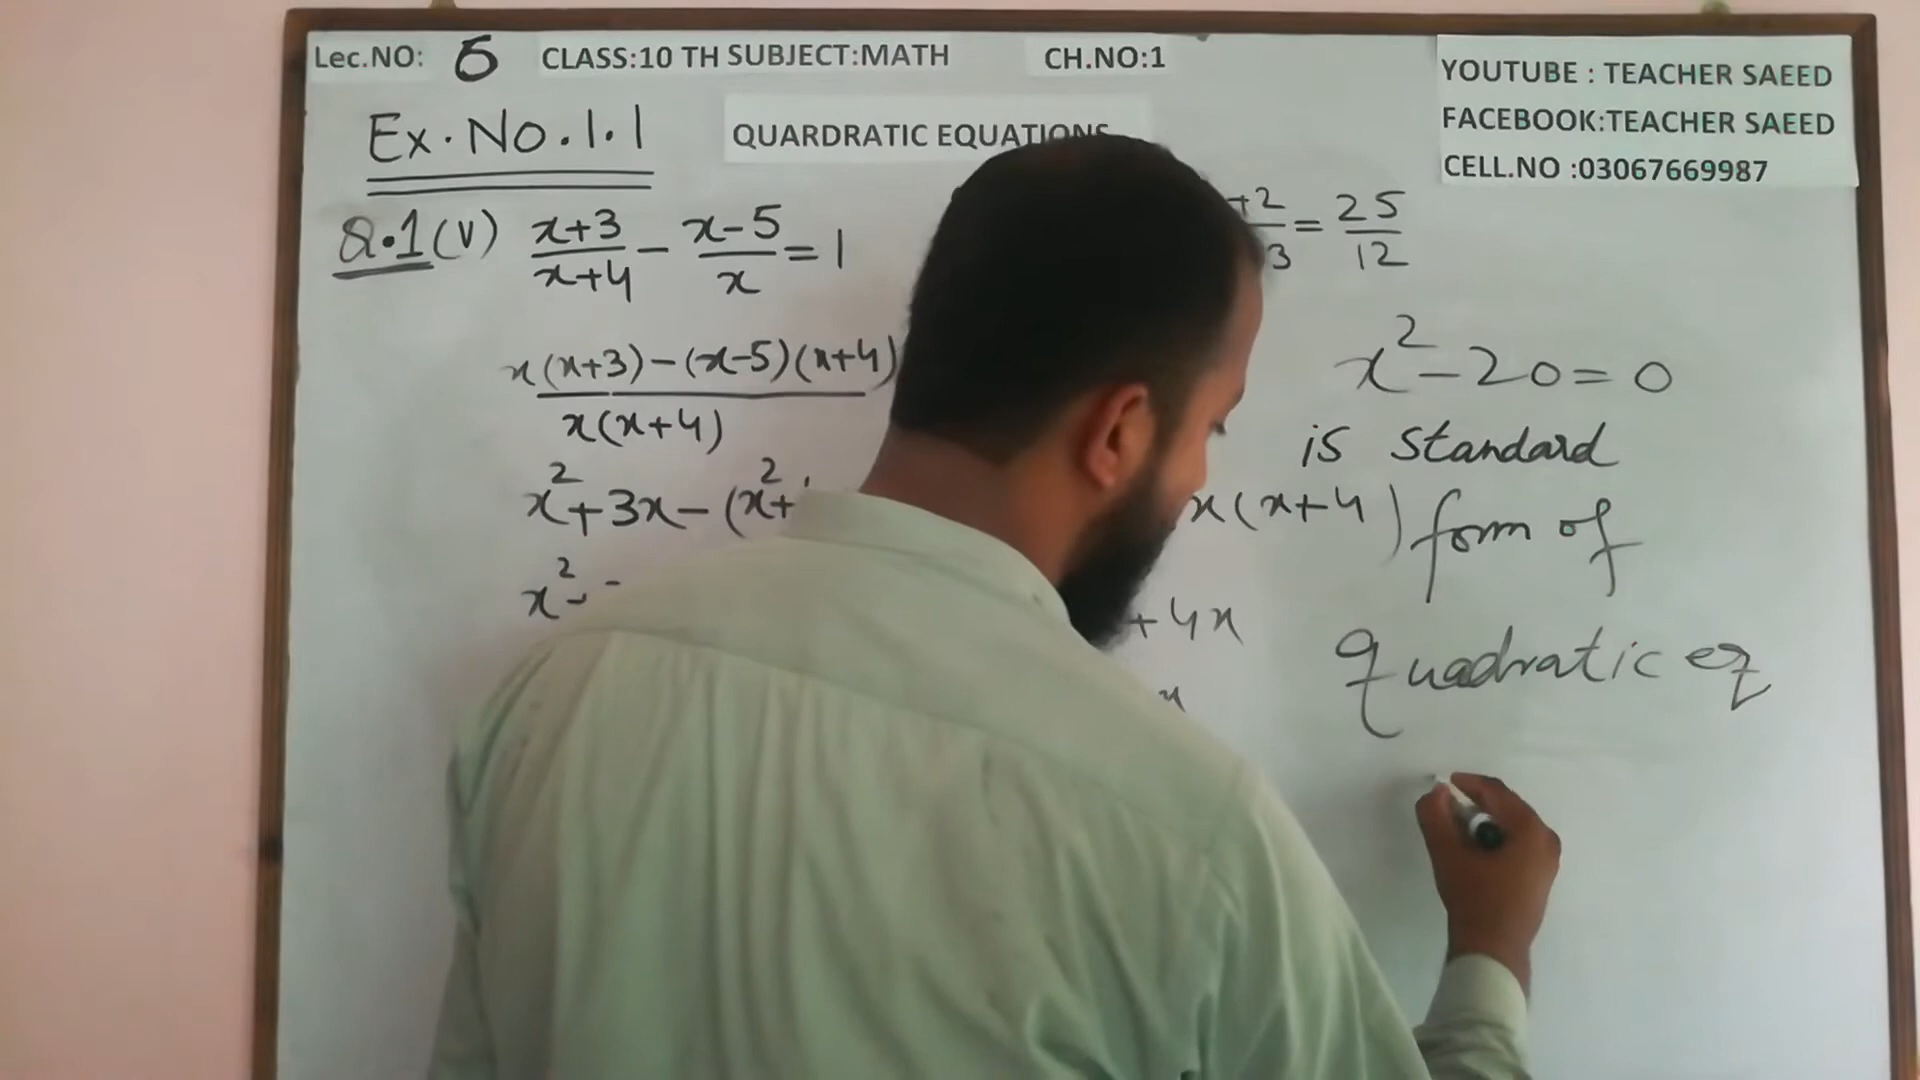 Lec.NO: 5 CLASS:10 TH SUBJECT:MATH CH.NO:1
YOUTUBE : TEACHER SAEED
FACEBOOK:TEACHER SAEED
CELL.NO :03067669987
Ex.No.1.1
QUARDRATIC EQUATIONS
Q.1(V) (x+3)/(x+4) - (x-5)/x = 1
+2
3
= 25/12
x(x+3)-(x-5)(x+4)
x(x+4)
x²+3x-(x²+
x(x+4)
x²-
+4x
x
x²-20=0
is standard
form of
quadratic eq